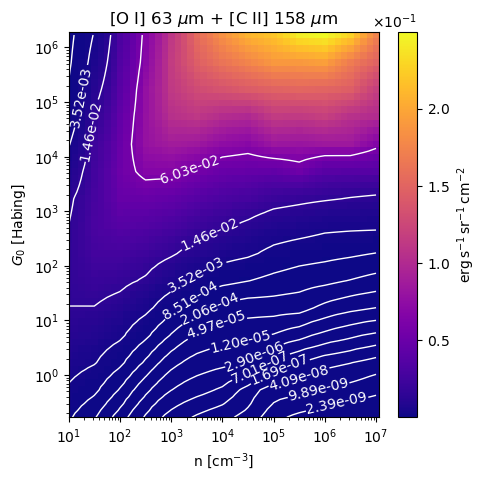 [O I] 63 μm + [C II] 158 μm
×10⁻¹
10⁶
10⁵
10⁴
10³
10²
10¹
10⁰
G₀ [Habing]
3.52e-03
1.46e-02
6.03e-02
1.46e-02
3.52e-03
8.51e-04
2.06e-04
4.97e-05
1.20e-05
2.90e-06
7.01e-07
1.69e-07
4.09e-08
9.89e-09
2.39e-09
10¹ 10² 10³ 10⁴ 10⁵ 10⁶ 10⁷
n [cm⁻³]
2.0
1.5
1.0
0.5
erg s⁻¹ sr⁻¹ cm⁻²